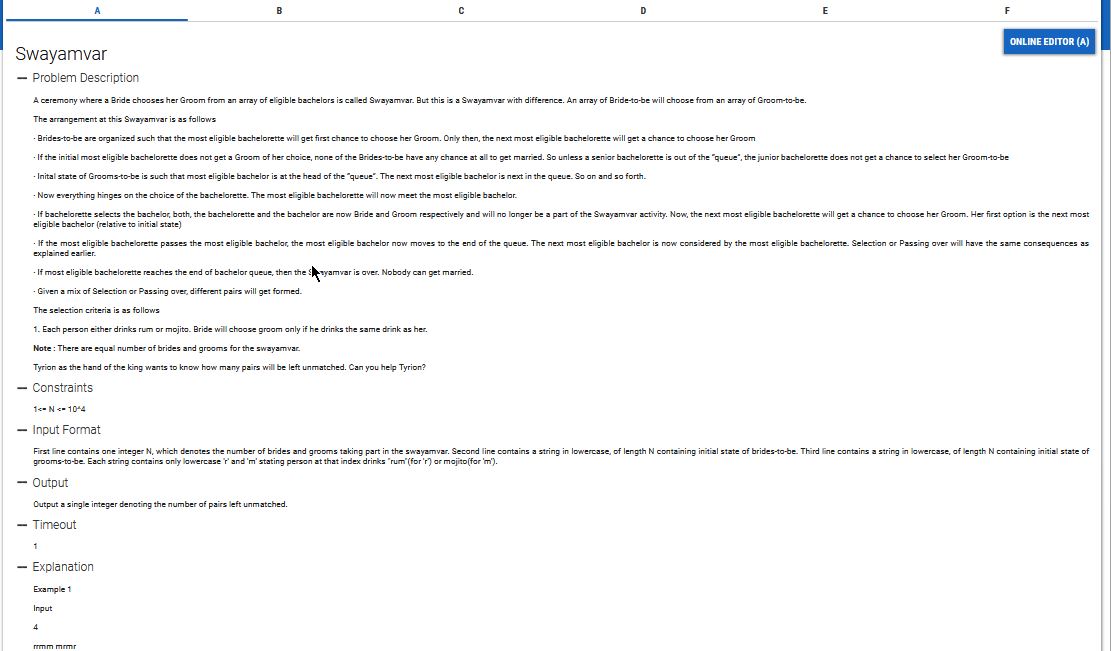 A B C D E F
ONLINE EDITOR (A)
Swayamvar
Problem Description
A ceremony where a Bride chooses her Groom from an array of eligible bachelors is called Swayamvar. But this is a Swayamvar with difference. An array of Bride-to-be will choose from an array of Groom-to-be.
The arrangement at this Swayamvar is as follows
· Brides-to-be are organized such that the most eligible bachelorette will get first chance to choose her Groom. Only then, the next most eligible bachelorette will get a chance to choose her Groom
· If the initial most eligible bachelorette does not get a Groom of her choice, none of the Brides-to-be have any chance at all to get married. So unless a senior bachelorette is out of the "queue", the junior bachelorette does not get a chance to select her Groom-to-be
· Inital state of Grooms-to-be is such that most eligible bachelor is at the head of the "queue". The next most eligible bachelor is next in the queue. So on and so forth.
· Now everything hinges on the choice of the bachelorette. The most eligible bachelorette will now meet the most eligible bachelor.
· If bachelorette selects the bachelor, both, the bachelorette and the bachelor are now Bride and Groom respectively and will no longer be a part of the Swayamvar activity. Now, the next most eligible bachelorette will get a chance to choose her Groom. Her first option is the next most
eligible bachelor (relative to initial state)
· If the most eligible bachelorette passes the most eligible bachelor, the most eligible bachelor now moves to the end of the queue. The next most eligible bachelor is now considered by the most eligible bachelorette. Selection or Passing over will have the same consequences as
explained earlier.
· If most eligible bachelorette reaches the end of bachelor queue, then the Swayamvar is over. Nobody can get married.
· Given a mix of Selection or Passing over, different pairs will get formed.
The selection criteria is as follows
1. Each person either drinks rum or mojito. Bride will choose groom only if he drinks the same drink as her.
Note : There are equal number of brides and grooms for the swayamvar.
Tyrion as the hand of the king wants to know how many pairs will be left unmatched. Can you help Tyrion?
Constraints
1<= N <= 10^4
Input Format
First line contains one integer N, which denotes the number of brides and grooms taking part in the swayamvar. Second line contains a string in lowercase, of length N containing initial state of brides-to-be. Third line contains a string in lowercase, of length N containing initial state of
grooms-to-be. Each string contains only lowercase 'r' and 'm' stating person at that index drinks "rum"(for 'r') or mojito(for 'm').
Output
Output a single integer denoting the number of pairs left unmatched.
Timeout
1
Explanation
Example 1
Input
4
rrmm mrmr